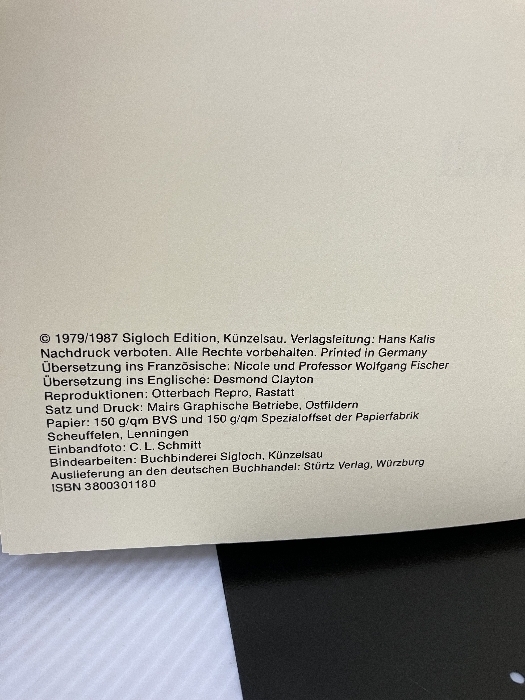 © 1979/1987 Sigloch Edition, Künzelsau. Verlagsleitung: Hans Kalis
Nachdruck verboten. Alle Rechte vorbehalten. Printed in Germany
Übersetzung ins Französische: Nicole und Professor Wolfgang Fischer
Übersetzung ins Englische: Desmond Clayton
Reproduktionen: Otterbach Repro, Rastatt
Satz und Druck: Mairs Graphische Betriebe, Ostfildern
Papier: 150 g/qm BVS und 150 g/qm Spezialoffset der Papierfabrik
Scheuffelen, Lenningen
Einbandfoto: C. L. Schmitt
Bindearbeiten: Buchbinderei Sigloch, Künzelsau
Auslieferung an den deutschen Buchhandel: Stürtz Verlag, Würzburg
ISBN 3800301180